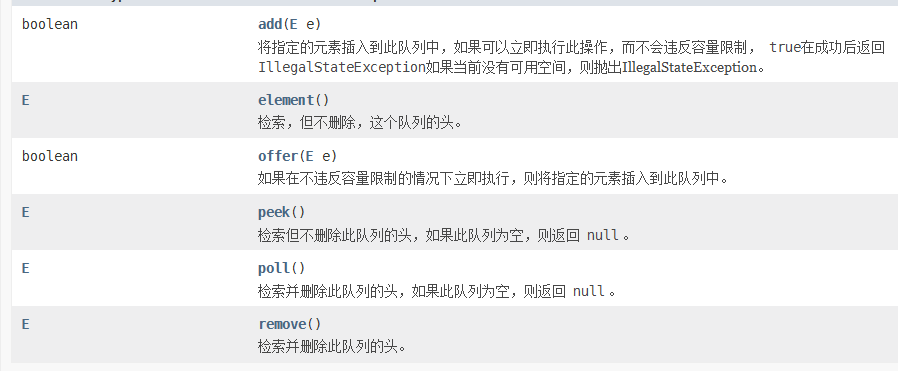 boolean add(E e)
将指定的元素插入到此队列中，如果可以立即执行此操作，而不会违反容量限制， true在成功后返回
IllegalStateException如果当前没有可用空间，则抛出IllegalStateException。
E element()
检索，但不删除，这个队列的头。
boolean offer(E e)
如果在不违反容量限制的情况下立即执行，则将指定的元素插入到此队列中。
E peek()
检索但不删除此队列的头，如果此队列为空，则返回 null 。
E poll()
检索并删除此队列的头，如果此队列为空，则返回 null 。
E remove()
检索并删除此队列的头。